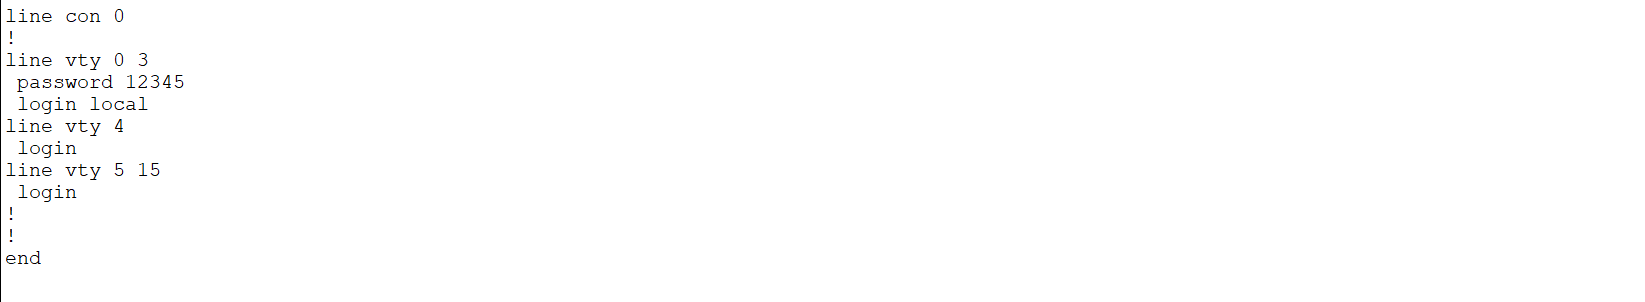 line con 0
!
line vty 0 3
 password 12345
 login local
line vty 4
 login
line vty 5 15
 login
!
!
end